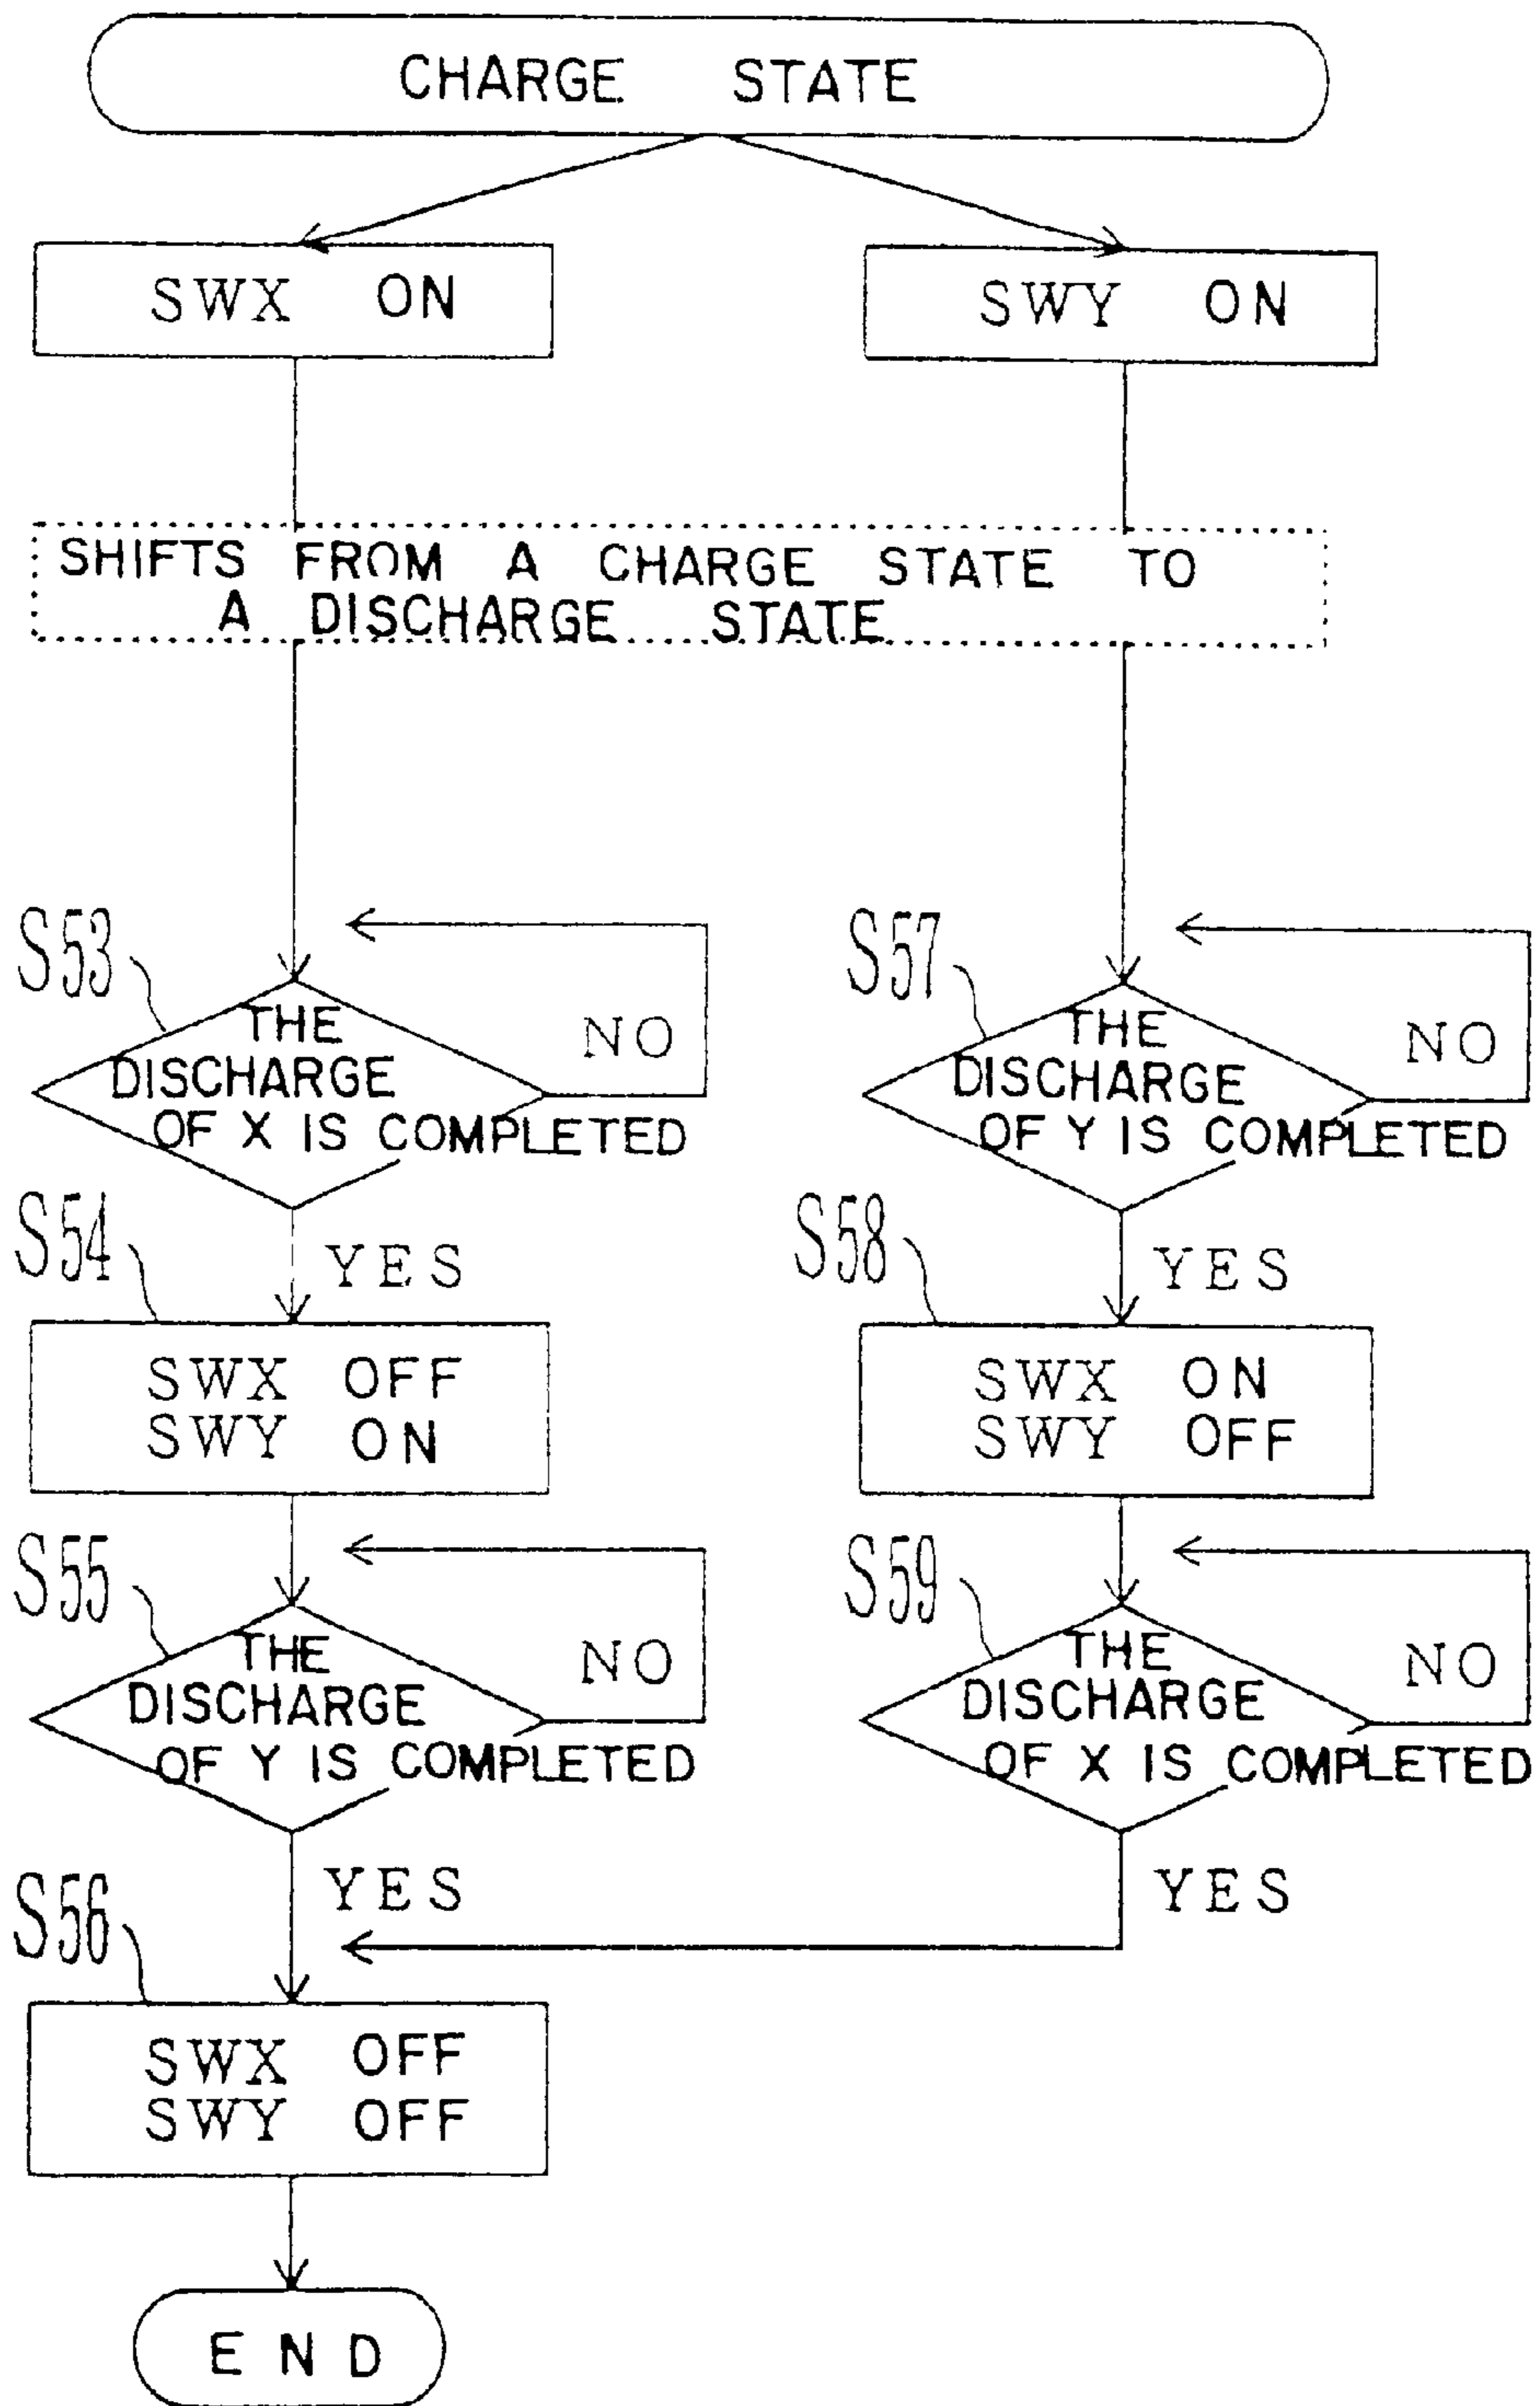 CHARGE STATE
SWX ON
SWY ON
SHIFTS FROM A CHARGE STATE TO
A DISCHARGE STATE
S53
THE
DISCHARGE
OF X IS COMPLETED
NO
YES
S54
SWX OFF
SWY ON
S55
THE
DISCHARGE
OF Y IS COMPLETED
NO
YES
S56
SWX OFF
SWY OFF
END
S57
THE
DISCHARGE
OF Y IS COMPLETED
NO
YES
S58
SWX ON
SWY OFF
S59
THE
DISCHARGE
OF X IS COMPLETED
NO
YES